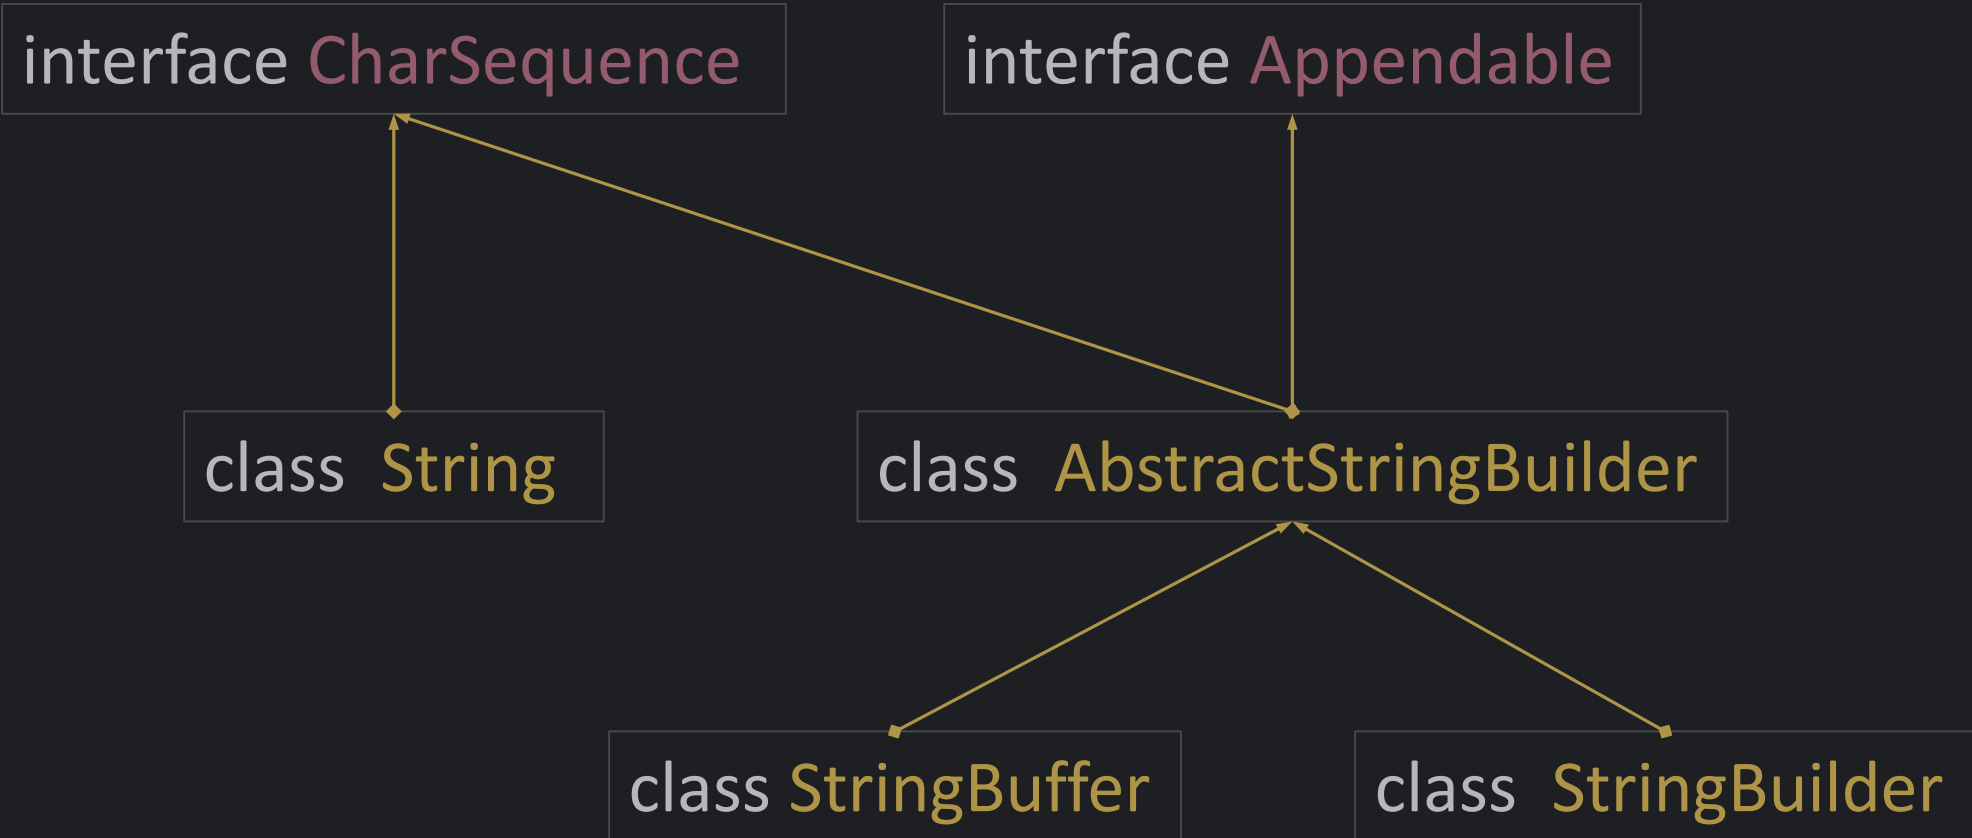 interface CharSequence
interface Appendable
class String
class AbstractStringBuilder
class StringBuffer
class StringBuilder